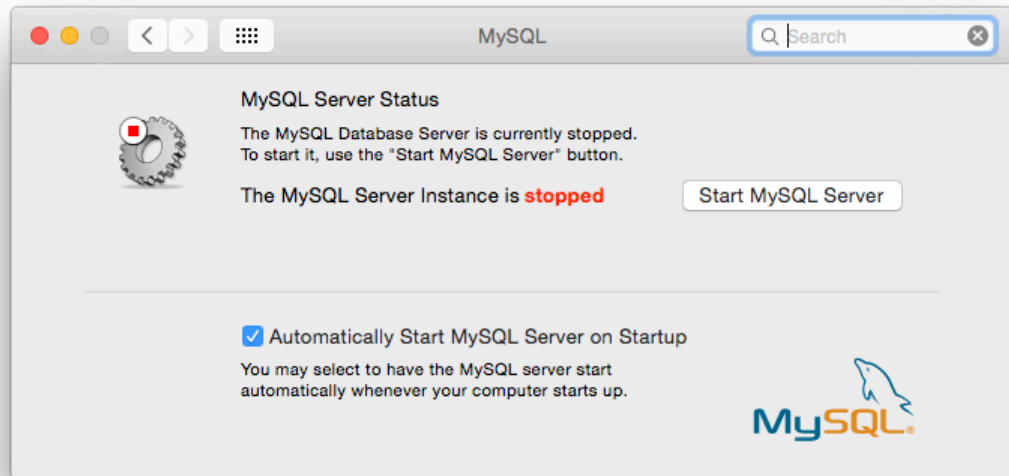 MySQL
Search
MySQL Server Status
The MySQL Database Server is currently stopped.
To start it, use the "Start MySQL Server" button.
The MySQL Server Instance is stopped
Start MySQL Server
Automatically Start MySQL Server on Startup
You may select to have the MySQL server start
automatically whenever your computer starts up.
MySQL®